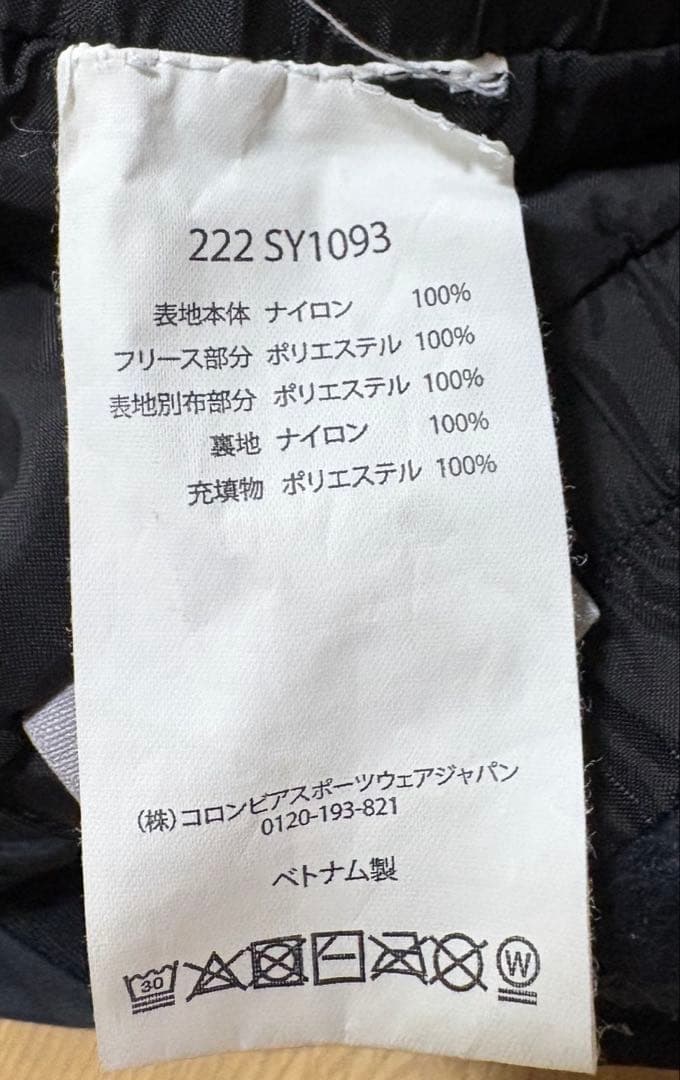 222 SY1093
表地本体 ナイロン 100%
フリース部分 ポリエステル 100%
表地別布部分 ポリエステル 100%
裏地 ナイロン 100%
充填物 ポリエステル 100%
(株)コロンビアスポーツウェアジャパン
0120-193-821
ベトナム製
30 W